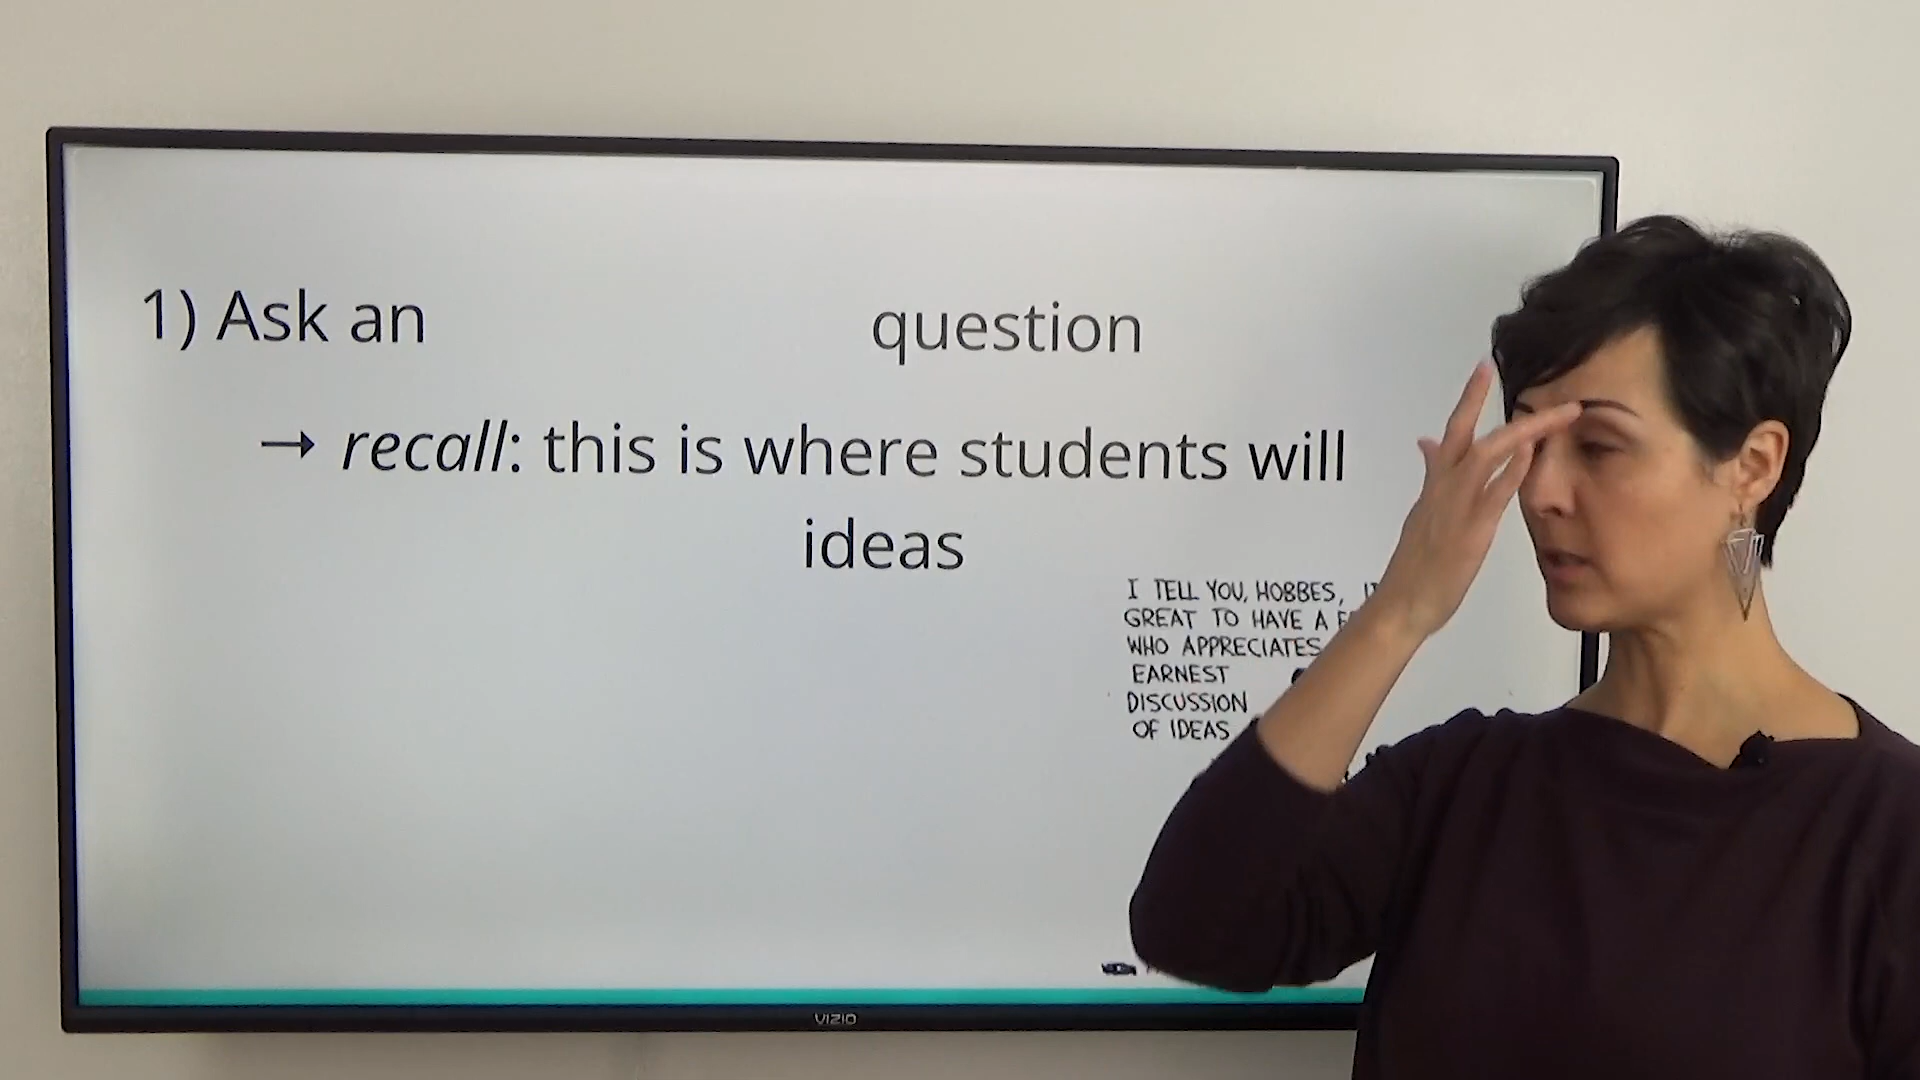 1) Ask an question
→ recall: this is where students will
ideas
I TELL YOU, HOBBES,
GREAT TO HAVE A
WHO APPRECIATES
EARNEST
DISCUSSION
OF IDEAS
VIZIO